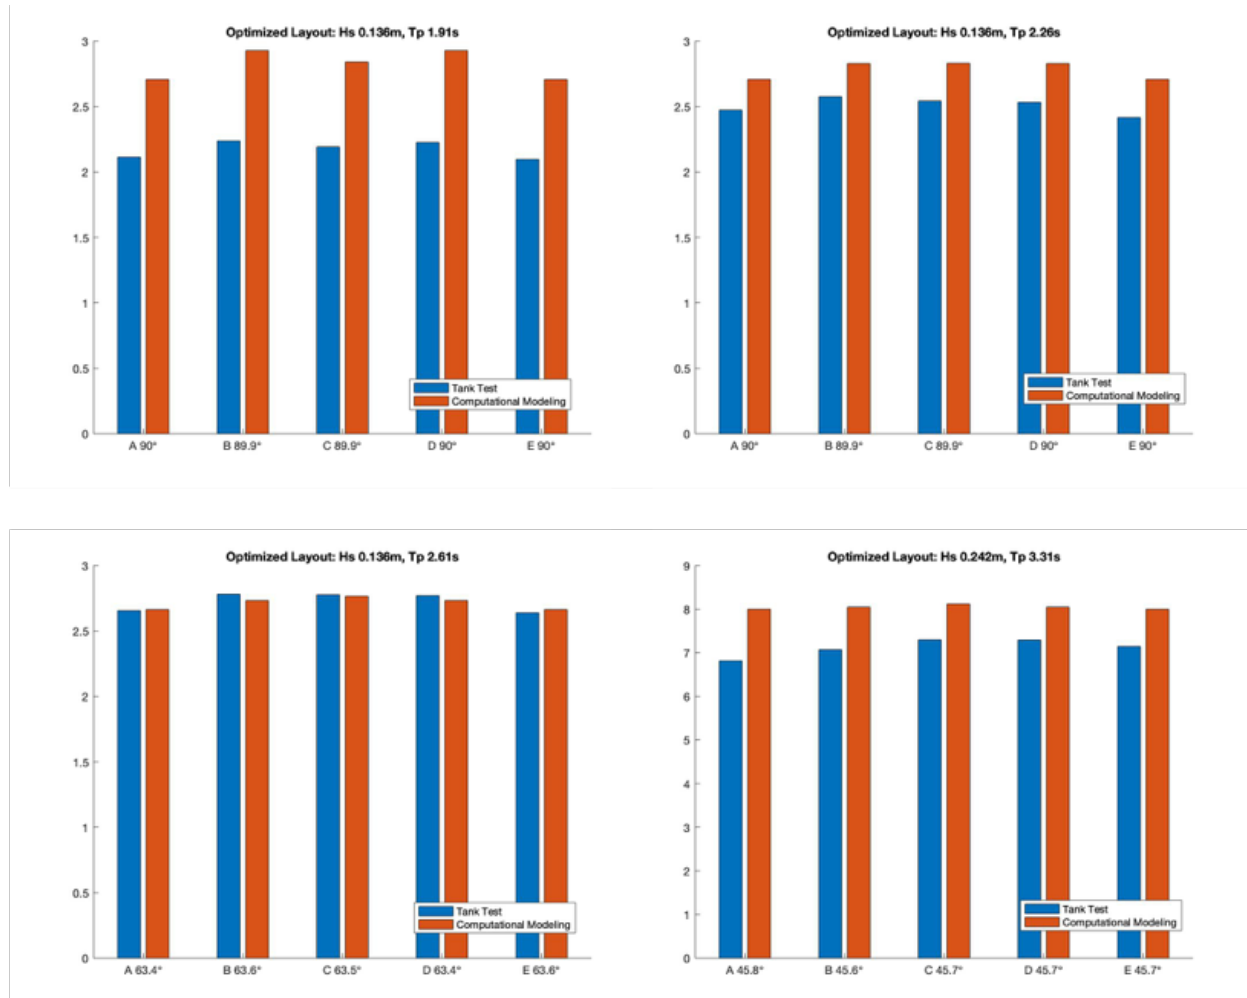 Optimized Layout: Hs 0.136m, Tp 1.91s
3
2.5
2
1.5
1
0.5
0
Tank Test
Computational Modeling
A 90° B 89.9° C 89.9° D 90° E 90°
Optimized Layout: Hs 0.136m, Tp 2.26s
3
2.5
2
1.5
1
0.5
0
Tank Test
Computational Modeling
A 90° B 89.9° C 89.9° D 90° E 90°
Optimized Layout: Hs 0.136m, Tp 2.61s
3
2.5
2
1.5
1
0.5
0
Tank Test
Computational Modeling
A 63.4° B 63.6° C 63.5° D 63.4° E 63.6°
Optimized Layout: Hs 0.242m, Tp 3.31s
9
8
7
6
5
4
3
2
1
0
Tank Test
Computational Modeling
A 45.8° B 45.6° C 45.7° D 45.7° E 45.7°